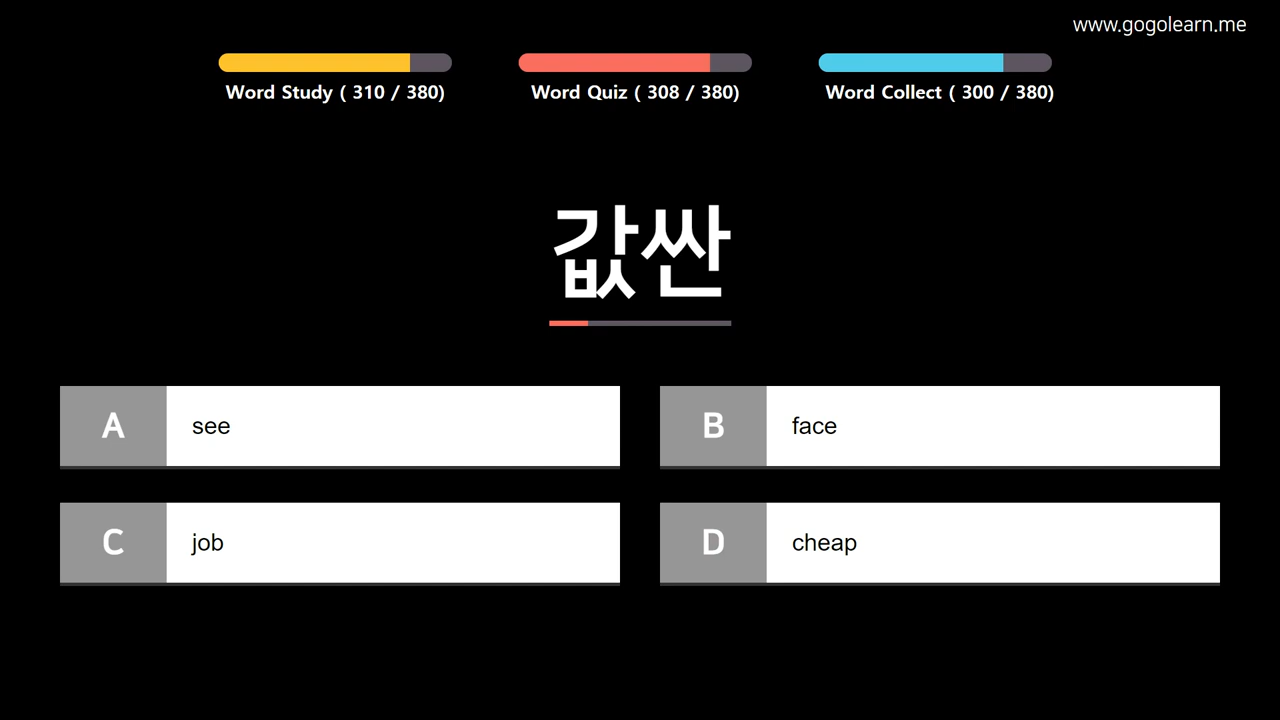 www.gogolearn.me
Word Study ( 310 / 380)
Word Quiz ( 308 / 380)
Word Collect ( 300 / 380)
값싼
A see
B face
C job
D cheap